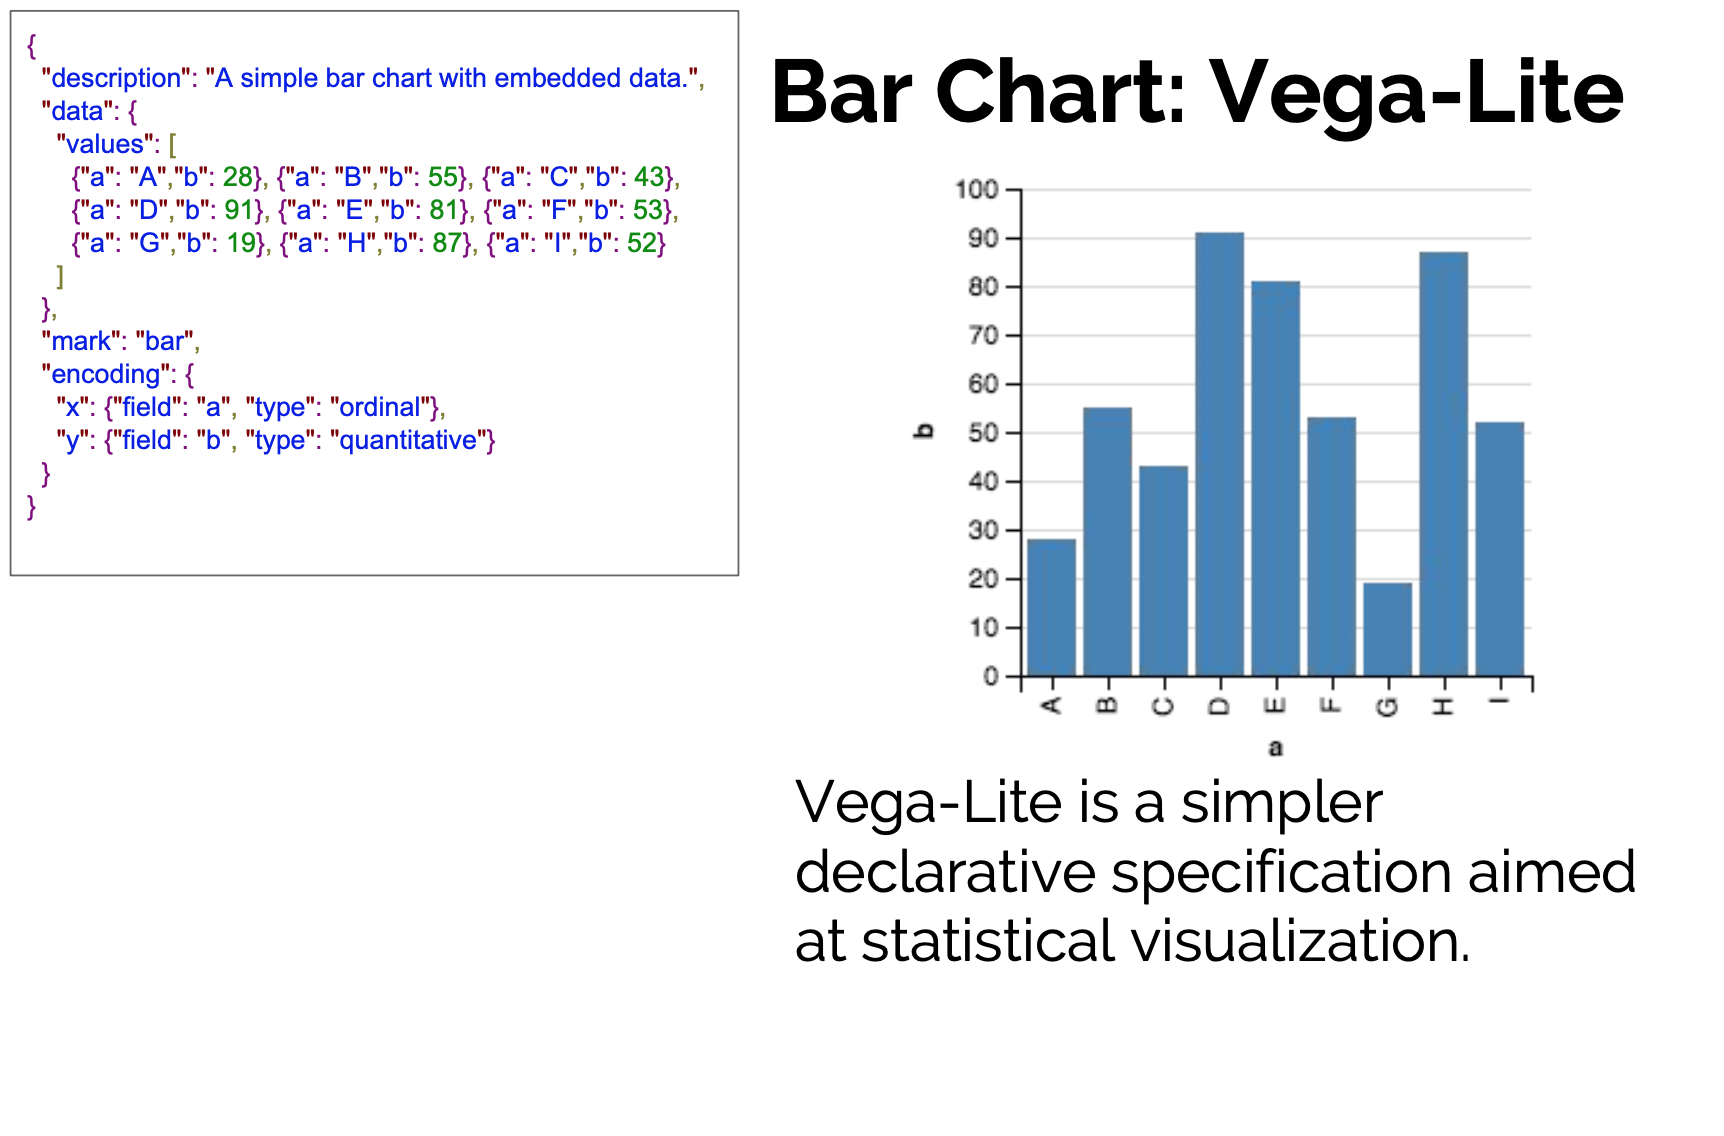 {
"description": "A simple bar chart with embedded data.",
"data": {
"values": [
{"a": "A","b": 28}, {"a": "B","b": 55}, {"a": "C","b": 43},
{"a": "D","b": 91}, {"a": "E","b": 81}, {"a": "F","b": 53},
{"a": "G","b": 19}, {"a": "H","b": 87}, {"a": "I","b": 52}
]
},
"mark": "bar",
"encoding": {
"x": {"field": "a", "type": "ordinal"},
"y": {"field": "b", "type": "quantitative"}
}
}
Bar Chart: Vega-Lite
100
90
80
70
60
50
40
30
20
10
0
b
A B C D E F G H I
a
Vega-Lite is a simpler
declarative specification aimed
at statistical visualization.